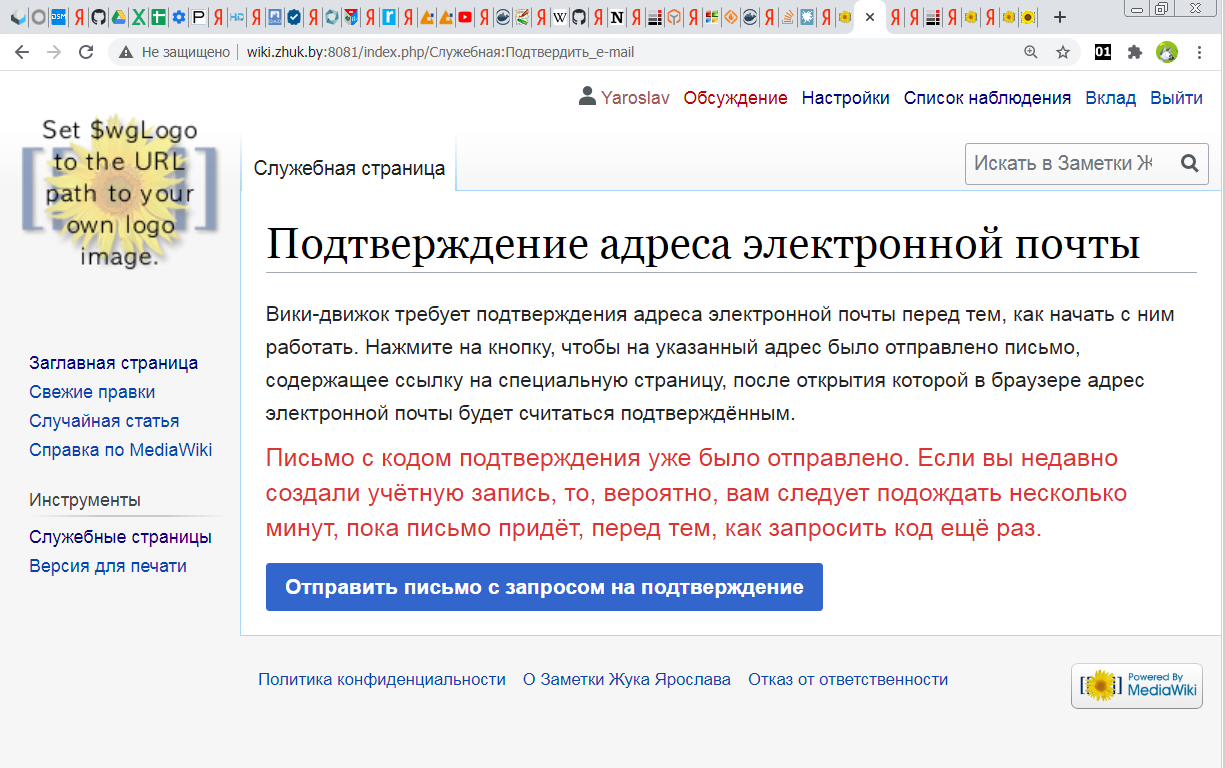 Не защищено
wiki.zhuk.by:8081/index.php/Служебная:Подтвердить_e-mail
01
Yaroslav Обсуждение Настройки Список наблюдения Вклад Выйти
Set $wgLogo
to the URL
path to your
own logo
image.
Служебная страница
Искать в Заметки Ж
Подтверждение адреса электронной почты
Вики-движок требует подтверждения адреса электронной почты перед тем, как начать с ним
работать. Нажмите на кнопку, чтобы на указанный адрес было отправлено письмо,
содержащее ссылку на специальную страницу, после открытия которой в браузере адрес
электронной почты будет считаться подтверждённым.
Письмо с кодом подтверждения уже было отправлено. Если вы недавно
создали учётную запись, то, вероятно, вам следует подождать несколько
минут, пока письмо придёт, перед тем, как запросить код ещё раз.
Отправить письмо с запросом на подтверждение
Заглавная страница
Свежие правки
Случайная статья
Справка по MediaWiki
Инструменты
Служебные страницы
Версия для печати
Политика конфиденциальности О Заметки Жука Ярослава Отказ от ответственности
Powered By
MediaWiki